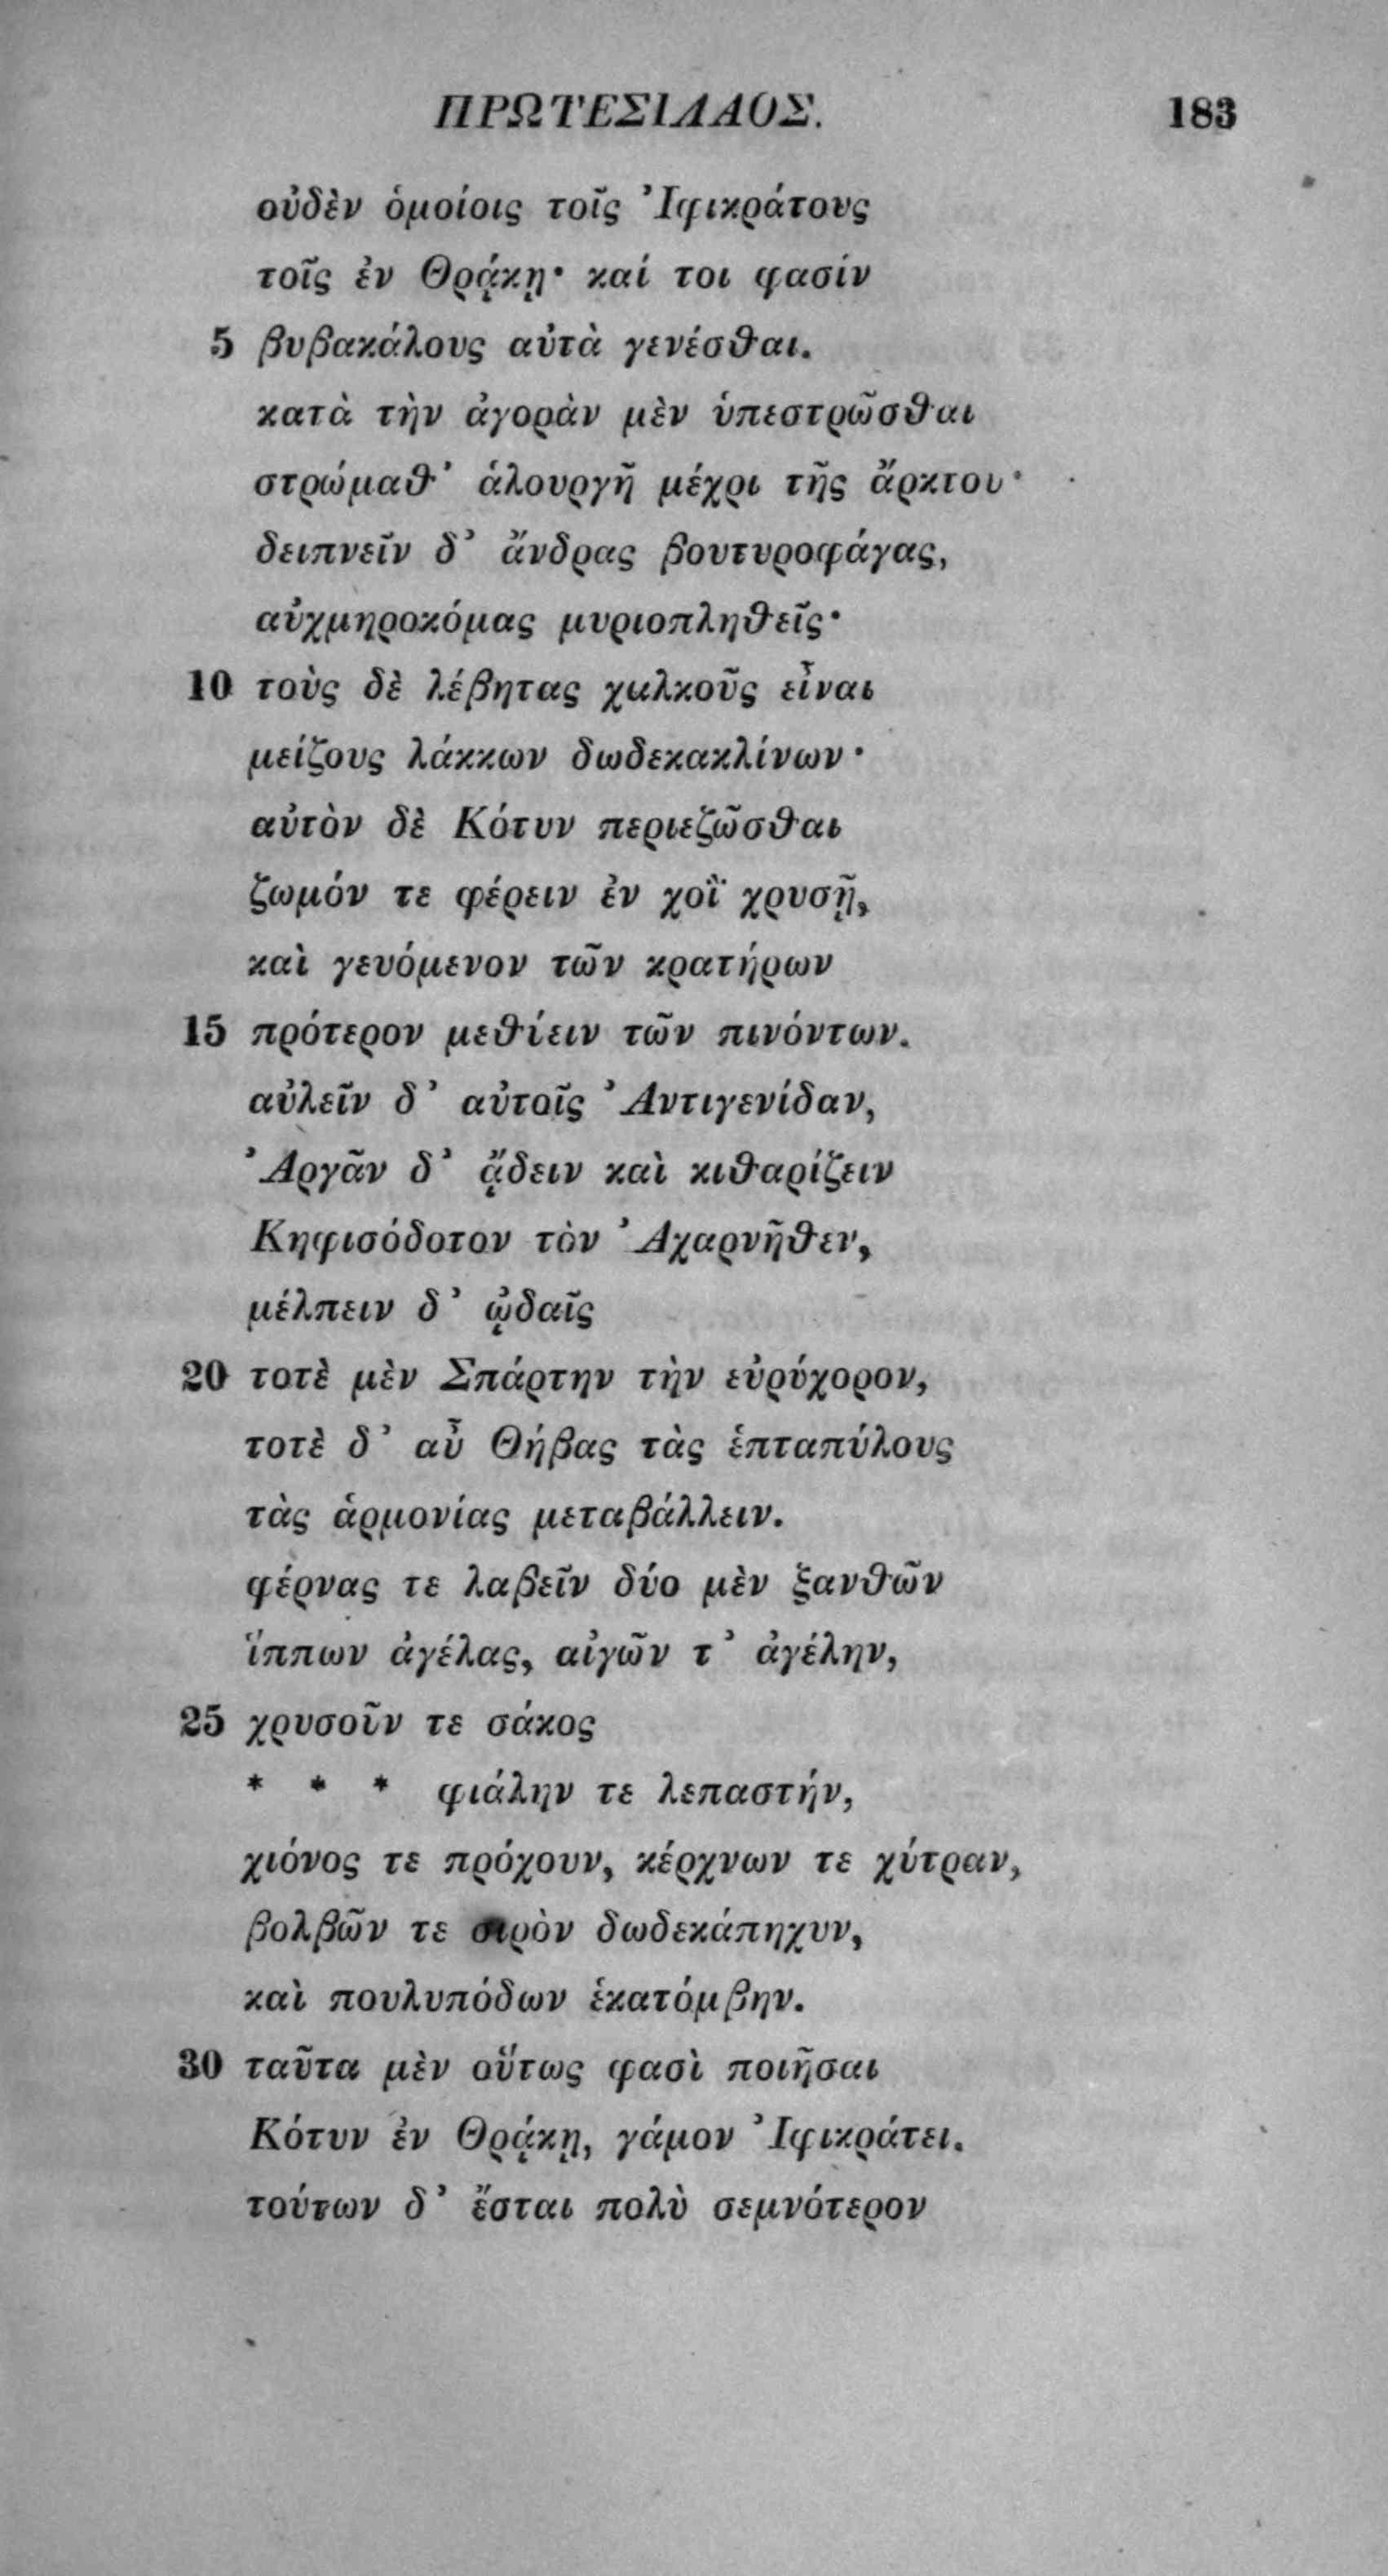 ΠΡΩΤΕΣΙΛΑΟΣ. 183
οὐδὲν ὁμοίοις τοῖς Ἰφικράτους
τοῖς ἐν Θρᾴκῃ· καί τοι φασίν
5 βυβακάλους αὐτὰ γενέσθαι.
κατὰ τὴν ἀγορὰν μὲν ὑπεστρῶσθαι
στρώμαθ᾽ ἁλουργῆ μέχρι τῆς ἄρκτου·
δειπνεῖν δ᾽ ἄνδρας βουτυροφάγας,
αὐχμηροκόμας μυριοπληθεῖς·
10 τοὺς δὲ λέβητας χαλκοῦς εἶναι
μείζους λάκκων δωδεκακλίνων·
αὐτὸν δὲ Κότυν περιεζῶσθαι
ζωμόν τε φέρειν ἐν χοῒ χρυσῇ,
καὶ γευόμενον τῶν κρατήρων
15 πρότερον μεθίειν τῶν πινόντων.
αὐλεῖν δ᾽ αὐτοῖς Ἀντιγενίδαν,
Ἀργᾶν δ᾽ ᾄδειν καὶ κιθαρίζειν
Κηφισόδοτον τὸν Ἀχαρνῆθεν,
μέλπειν δ᾽ ᾠδαῖς
20 τοτὲ μὲν Σπάρτην τὴν εὐρύχορον,
τοτὲ δ᾽ αὖ Θήβας τὰς ἑπταπύλους
τὰς ἁρμονίας μεταβάλλειν.
φέρνας τε λαβεῖν δύο μὲν ξανθῶν
ἵππων ἀγέλας, αἰγῶν τ᾽ ἀγέλην,
25 χρυσοῦν τε σάκος
* * * φιάλην τε λεπαστήν,
χιόνος τε πρόχουν, κέρχνων τε χύτραν,
βολβῶν τε σιρὸν δωδεκάπηχυν,
καὶ πουλυπόδων ἑκατόμβην.
30 ταῦτα μὲν οὕτως φασὶ ποιῆσαι
Κότυν ἐν Θρᾴκῃ, γάμον Ἰφικράτει.
τούτων δ᾽ ἔσται πολὺ σεμνότερον